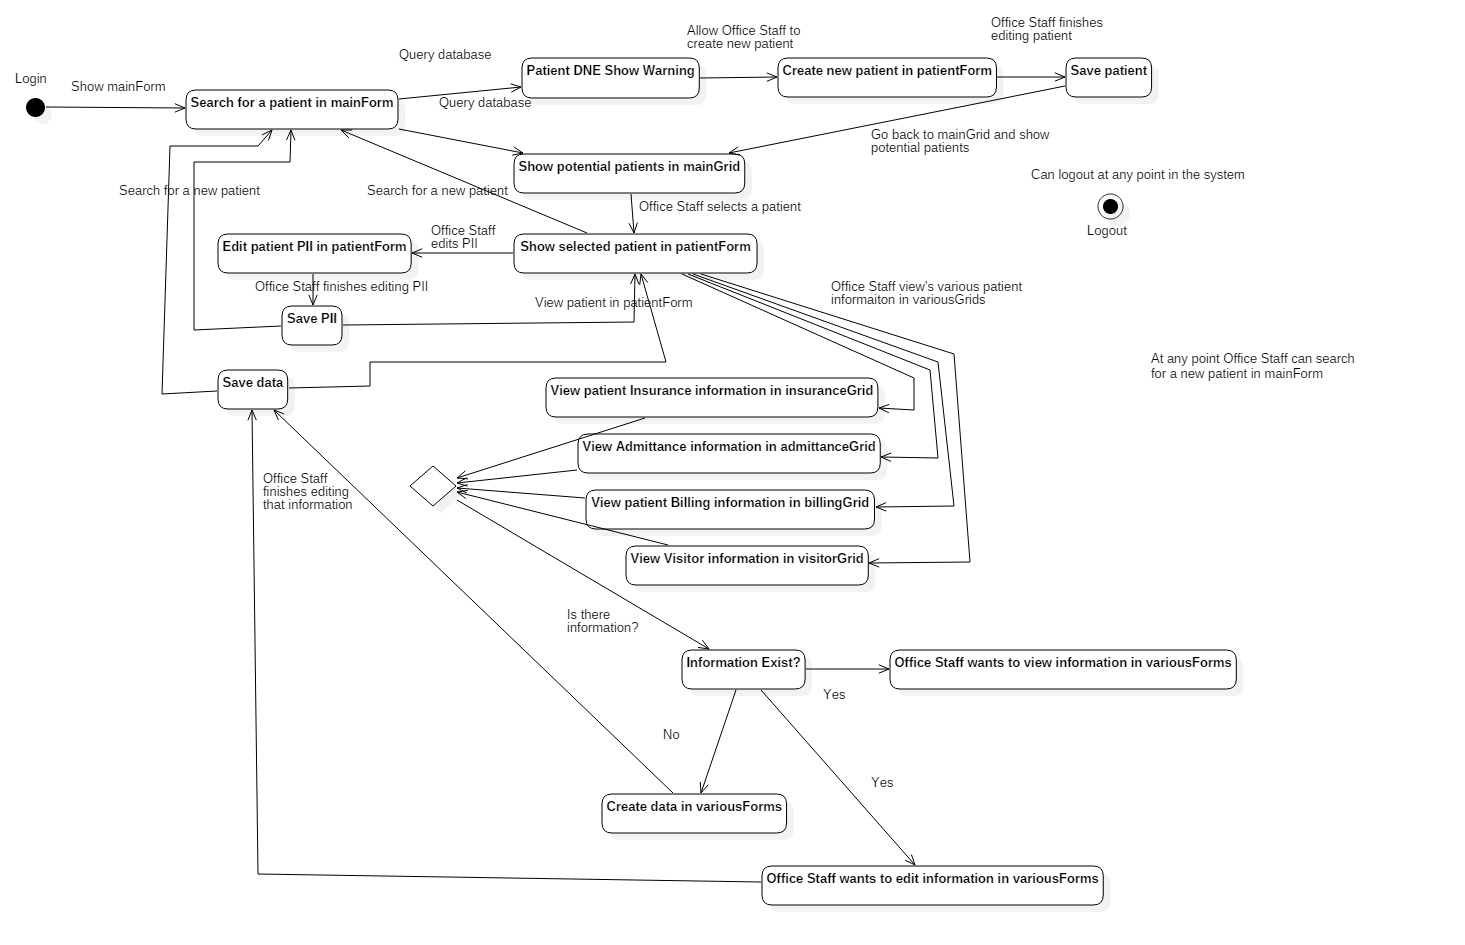 Office Staff finishes
editing patient
Allow Office Staff to
create new patient
Query database
Login
Show mainForm
Patient DNE Show Warning
Create new patient in patientForm
Save patient
Search for a patient in mainForm
Query database
Go back to mainGrid and show
potential patients
Show potential patients in mainGrid
Can logout at any point in the system
Search for a new patient
Search for a new patient
Office Staff selects a patient
Logout
Office Staff
edits PII
Edit patient PII in patientForm
Show selected patient in patientForm
Office Staff finishes editing PII
Office Staff view's various patient
informaiton in variousGrids
View patient in patientForm
Save PII
At any point Office Staff can search
for a new patient in mainForm
Save data
View patient Insurance information in insuranceGrid
View Admittance information in admittanceGrid
Office Staff
finishes editing
that information
View patient Billing information in billingGrid
View Visitor information in visitorGrid
Is there
information?
Information Exist?
Office Staff wants to view information in variousForms
Yes
No
Yes
Create data in variousForms
Office Staff wants to edit information in variousForms